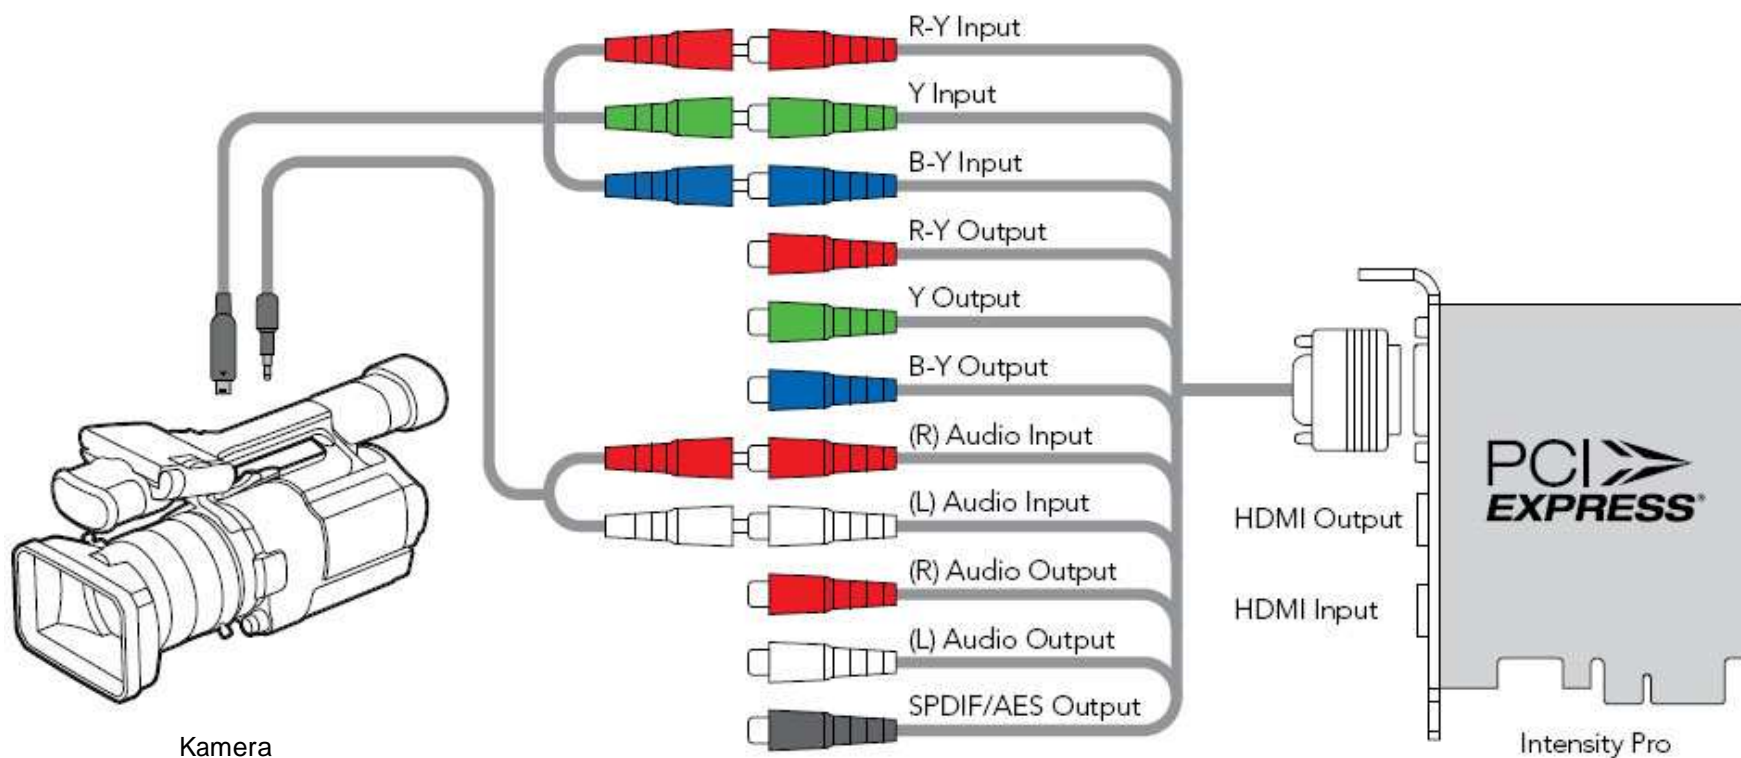 R-Y Input
Y Input
B-Y Input
R-Y Output
Y Output
B-Y Output
(R) Audio Input
(L) Audio Input
(R) Audio Output
(L) Audio Output
SPDIF/AES Output
HDMI Output
HDMI Input
PCI
EXPRESS®
Kamera
Intensity Pro